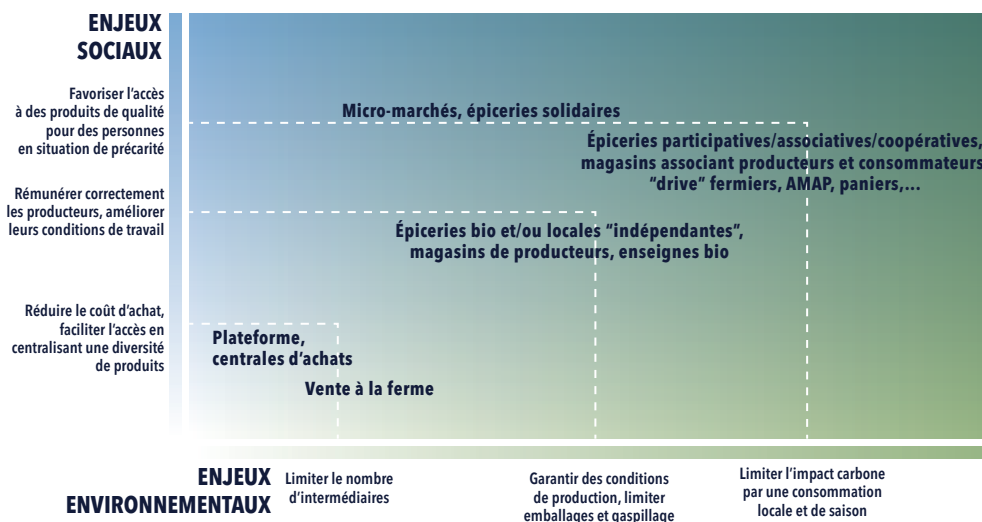 ENJEUX
SOCIAUX
Favoriser l’accès
à des produits de qualité
pour des personnes
en situation de précarité
Rémunérer correctement
les producteurs, améliorer
leurs conditions de travail
Réduire le coût d’achat,
faciliter l’accès en
centralisant une diversité
de produits
Micro-marchés, épiceries solidaires
Épiceries participatives/associatives/coopératives,
magasins associant producteurs et consommateurs
“drive” fermiers, AMAP, paniers,...
Épiceries bio et/ou locales “indépendantes”,
magasins de producteurs, enseignes bio
Plateforme,
centrales d’achats
Vente à la ferme
ENJEUX
ENVIRONNEMENTAUX
Limiter le nombre
d’intermédiaires
Garantir des conditions
de production, limiter
emballages et gaspillage
Limiter l’impact carbone
par une consommation
locale et de saison